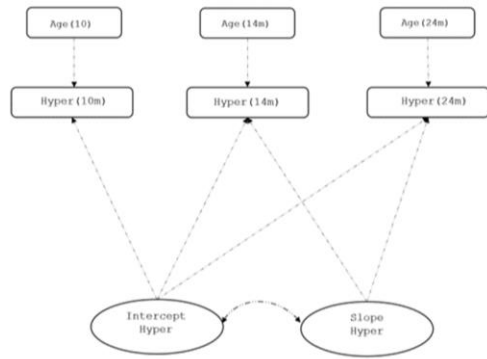 Age(10)
Age(14m)
Age(24m)
Hyper(10m)
Hyper(14m)
Hyper(24m)
Intercept
Hyper
Slope
Hyper